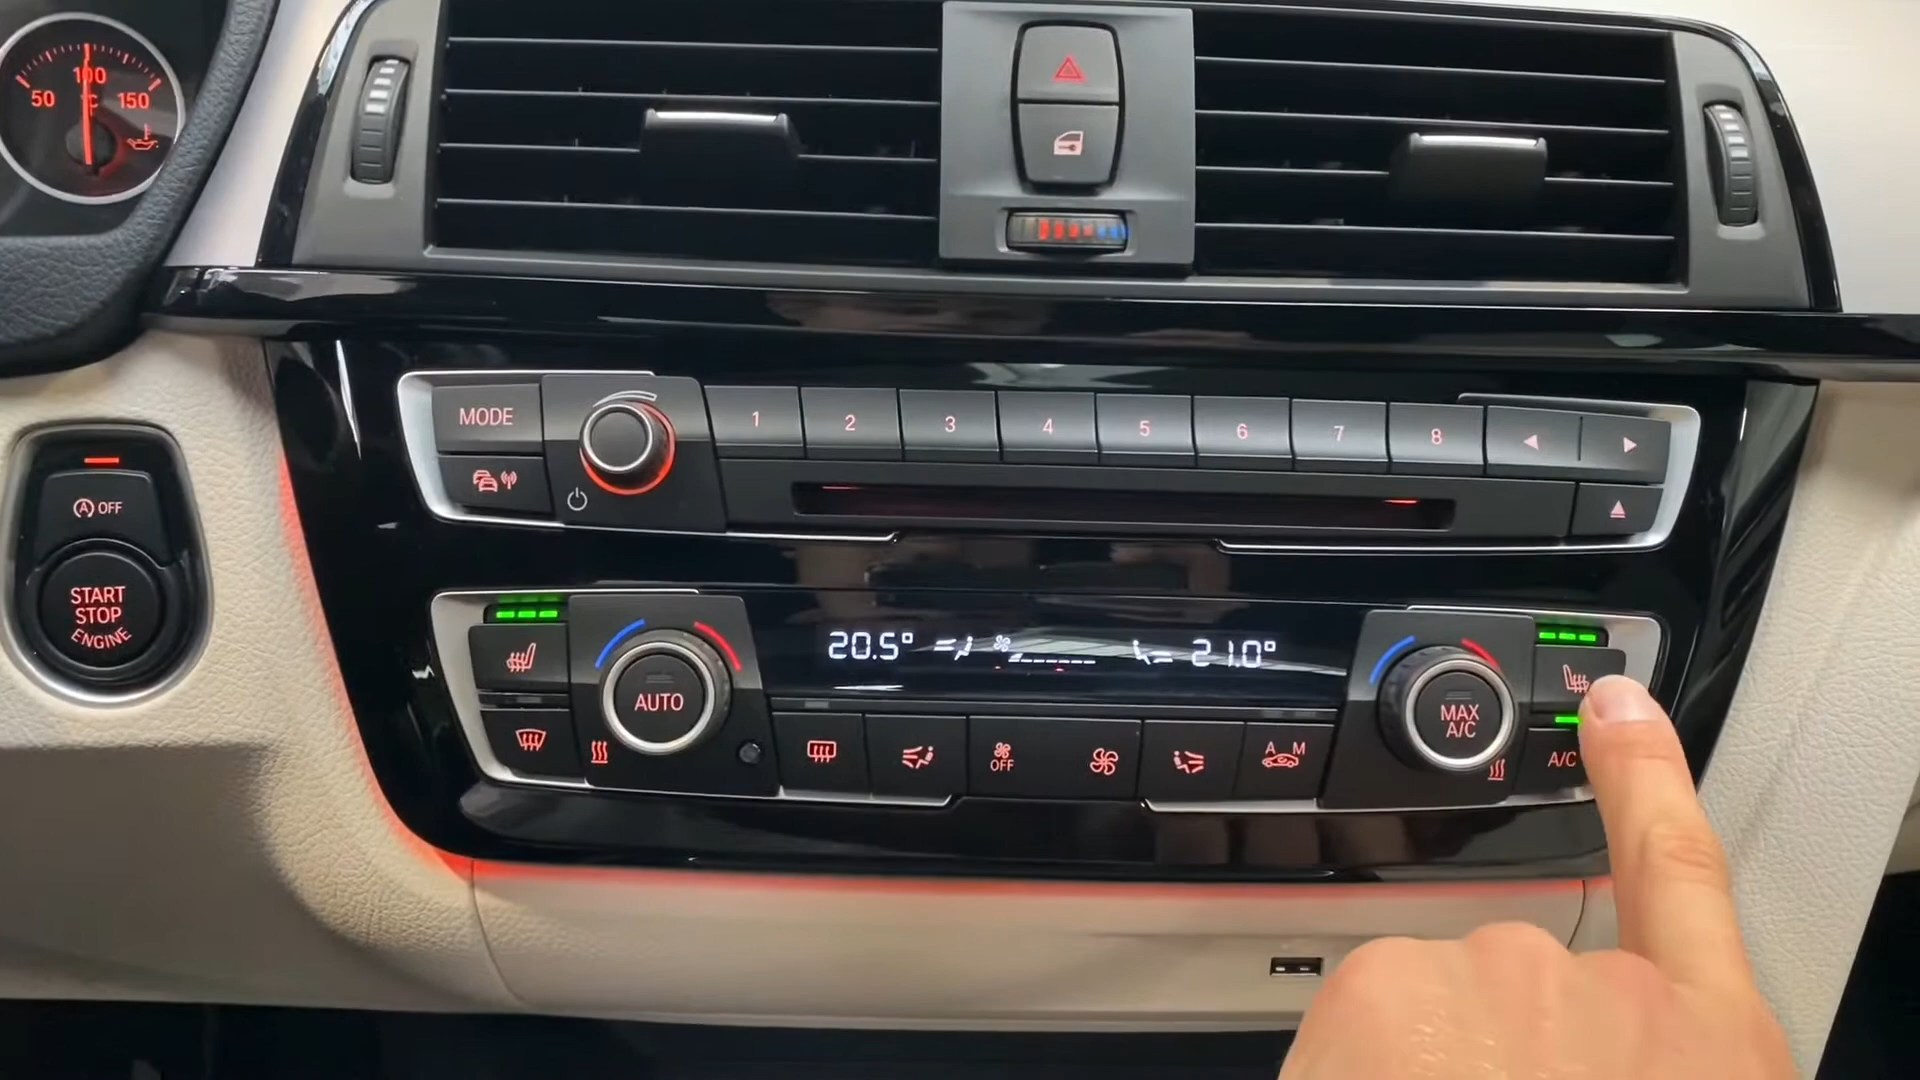 100
50 °C 150
MODE
1 2 3 4 5 6 7 8
(A) OFF
START
STOP
ENGINE
20.5° 21.0°
AUTO
MAX
A/C
OFF
A M
A/C